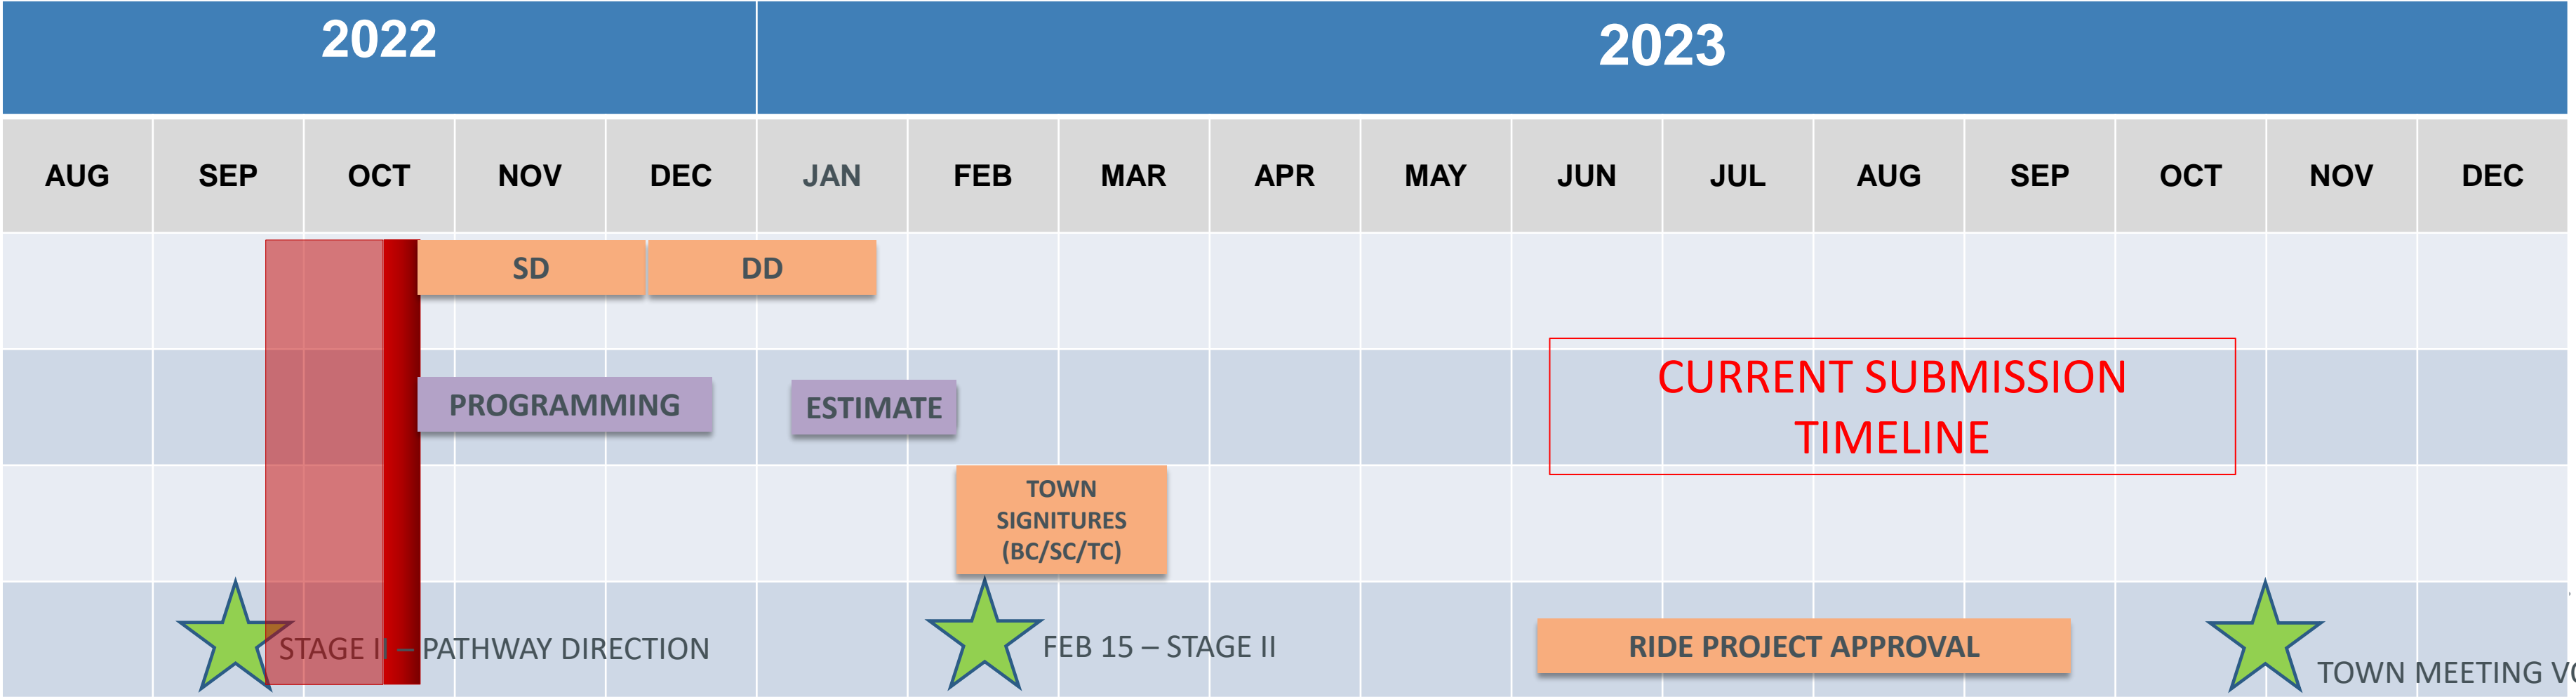 2022 2023
AUG SEP OCT NOV DEC JAN FEB MAR APR MAY JUN JUL AUG SEP OCT NOV DEC
SD DD
PROGRAMMING ESTIMATE
CURRENT SUBMISSION
TIMELINE
TOWN
SIGNITURES
(BC/SC/TC)
STAGE II – PATHWAY DIRECTION
FEB 15 – STAGE II
RIDE PROJECT APPROVAL
TOWN MEETING